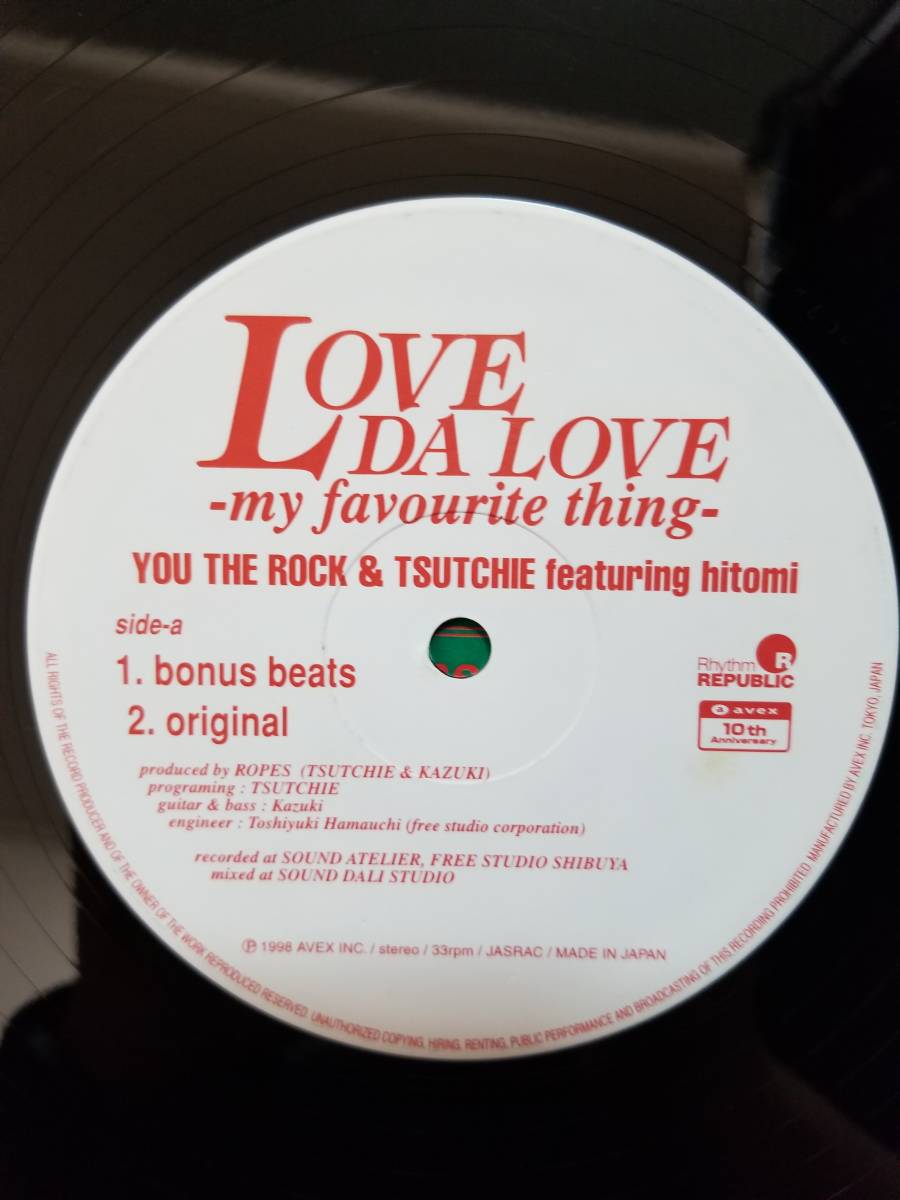 LOVE
DA LOVE
-my favourite thing-
YOU THE ROCK & TSUTCHIE featuring hitomi
side-a
1. bonus beats
2. original
Rhythm
REPUBLIC
R
a avex
10th
Anniversary
produced by ROPES (TSUTCHIE & KAZUKI)
programing : TSUTCHIE
guitar & bass : Kazuki
engineer : Toshiyuki Hamauchi (free studio corporation)
recorded at SOUND ATELIER, FREE STUDIO SHIBUYA
mixed at SOUND DALI STUDIO
Ⓟ 1998 AVEX INC. / stereo / 33rpm / JASRAC / MADE IN JAPAN
ALL RIGHTS OF THE RECORD PRODUCER AND OF THE OWNER OF THE WORK REPRODUCED RESERVED. UNAUTHORIZED COPYING, HIRING, RENTING, PUBLIC PERFORMANCE AND BROADCASTING OF THIS RECORDING PROHIBITED. MANUFACTURED BY AVEX INC. TOKYO, JAPAN